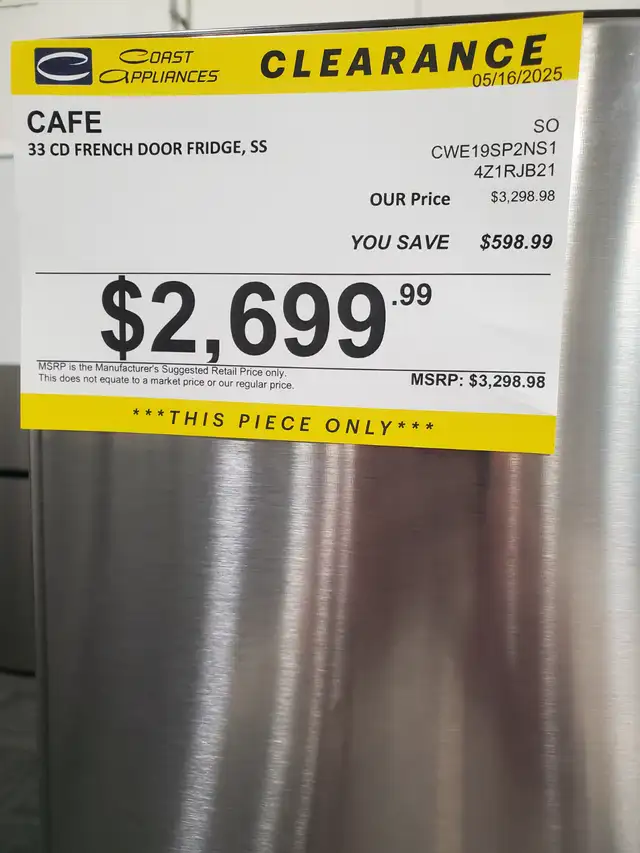 COAST
APPLIANCES
CLEARANCE
05/16/2025
CAFE
33 CD FRENCH DOOR FRIDGE, SS
SO
CWE19SP2NS1
4Z1RJB21
OUR Price $3,298.98
YOU SAVE $598.99
$2,699.99
MSRP is the Manufacturer's Suggested Retail Price only.
This does not equate to a market price or our regular price.
MSRP: $3,298.98
***THIS PIECE ONLY***